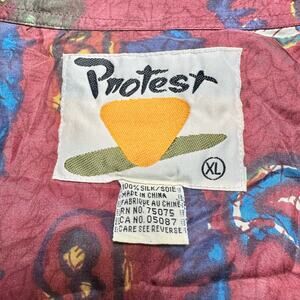 Protest
XL
100% SILK/SOIE
MADE IN CHINA
FABRIQUE AU CHINE
RN NO. 75075
CA NO. 05087
CARE SEE REVERSE